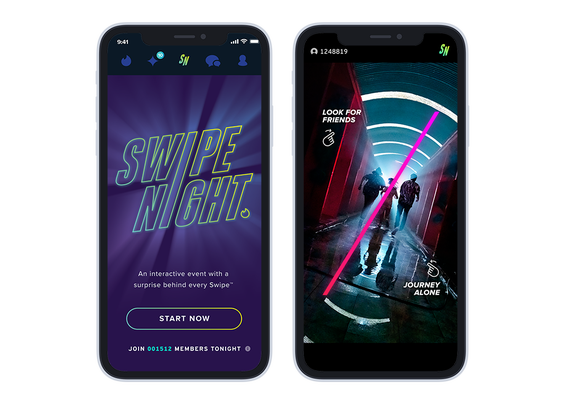 9:41
10
SN
SWIPE
NIGHT
An interactive event with a
surprise behind every Swipe™
START NOW
JOIN 001512 MEMBERS TONIGHT
1248819
SN
LOOK FOR
FRIENDS
JOURNEY
ALONE